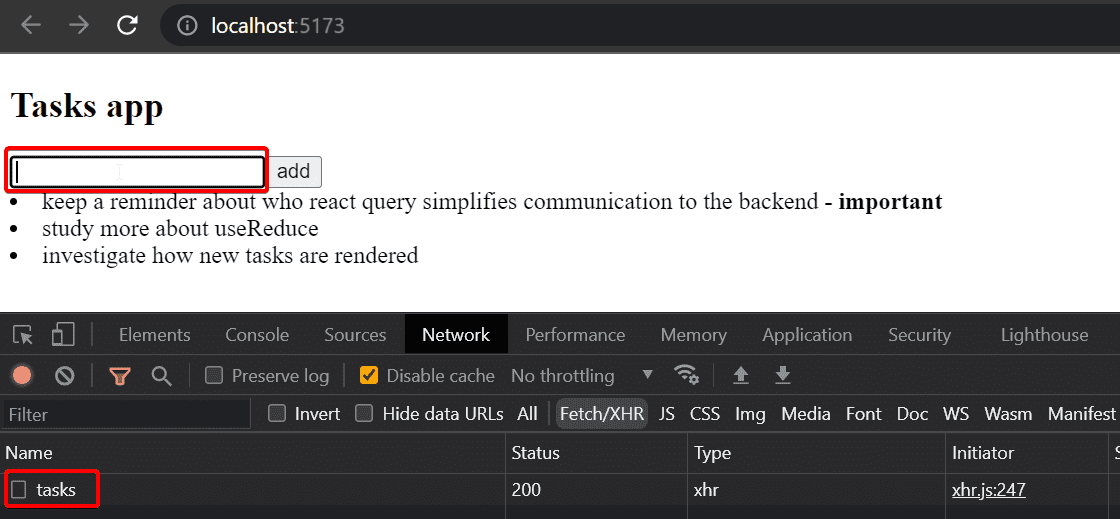 localhost:5173
Tasks app
add
keep a reminder about who react query simplifies communication to the backend - important
study more about useReduce
investigate how new tasks are rendered
Elements Console Sources Network Performance Memory Application Security Lighthouse
Preserve log Disable cache No throttling
Filter Invert Hide data URLs All Fetch/XHR JS CSS Img Media Font Doc WS Wasm Manifest
Name Status Type Initiator S
tasks 200 xhr xhr.js:247